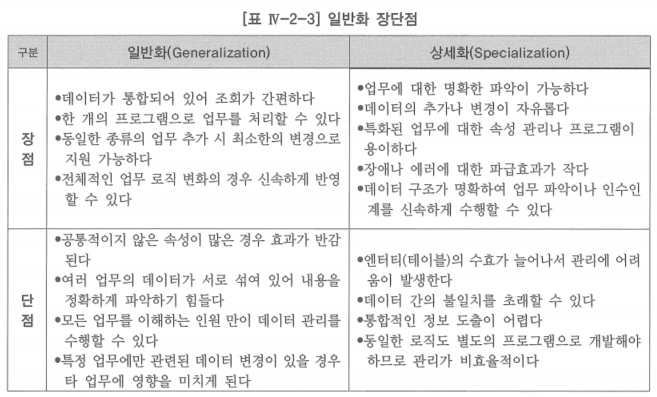 [표 Ⅳ-2-3] 일반화 장단점
구분
일반화(Generalization)
상세화(Specialization)
장점
●데이터가 통합되어 있어 조회가 간편하다
●한 개의 프로그램으로 업무를 처리할 수 있다
●동일한 종류의 업무 추가 시 최소한의 변경으로
지원 가능하다
●전체적인 업무 로직 변화의 경우 신속하게 반영
할 수 있다
●업무에 대한 명확한 파악이 가능하다
●데이터의 추가나 변경이 자유롭다
●특화된 업무에 대한 속성 관리나 프로그램이
용이하다
●장애나 에러에 대한 파급효과가 작다
●데이터 구조가 명확하여 업무 파악이나 인수인
계를 신속하게 수행할 수 있다
단점
●공통적이지 않은 속성이 많은 경우 효과가 반감
된다
●여러 업무의 데이터가 서로 섞여 있어 내용을
정확하게 파악하기 힘들다
●모든 업무를 이해하는 인원 만이 데이터 관리를
수행할 수 있다
●특정 업무에만 관련된 데이터 변경이 있을 경우
타 업무에 영향을 미치게 된다
●엔터티(테이블)의 수효가 늘어나서 관리에 어려
움이 발생한다
●데이터 간의 불일치를 초래할 수 있다
●통합적인 정보 도출이 어렵다
●동일한 로직도 별도의 프로그램으로 개발해야
하므로 관리가 비효율적이다